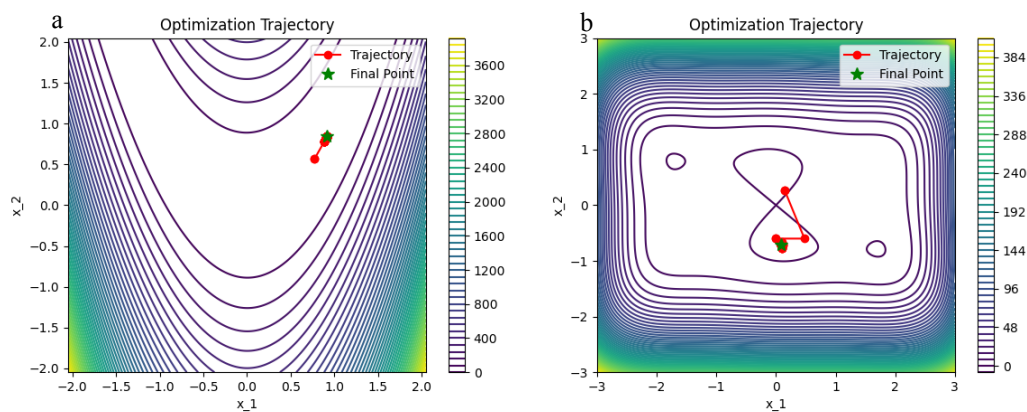 a
Optimization Trajectory
Trajectory
Final Point
2.0
1.5
1.0
0.5
0.0
−0.5
−1.0
−1.5
−2.0
x_2
−2.0 −1.5 −1.0 −0.5 0.0 0.5 1.0 1.5 2.0
x_1
3600
3200
2800
2400
2000
1600
1200
800
400
0
b
Optimization Trajectory
Trajectory
Final Point
3
2
1
0
−1
−2
−3
x_2
−3 −2 −1 0 1 2 3
x_1
384
336
288
240
192
144
96
48
0